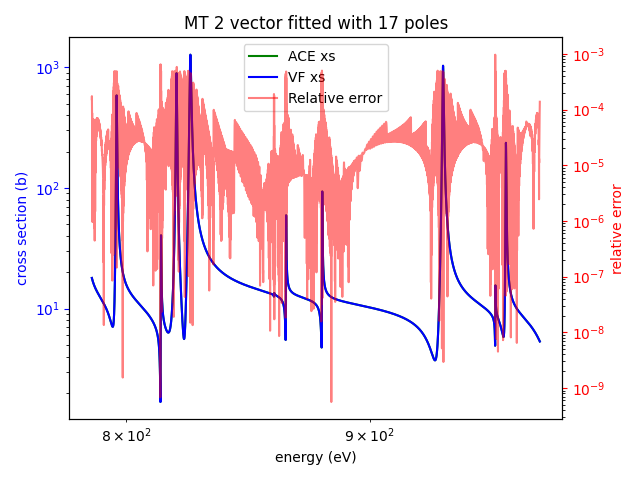 MT 2 vector fitted with 17 poles
ACE xs
VF xs
Relative error
cross section (b)
10³
10²
10¹
relative error
10⁻³
10⁻⁴
10⁻⁵
10⁻⁶
10⁻⁷
10⁻⁸
10⁻⁹
8 × 10² 9 × 10²
energy (eV)